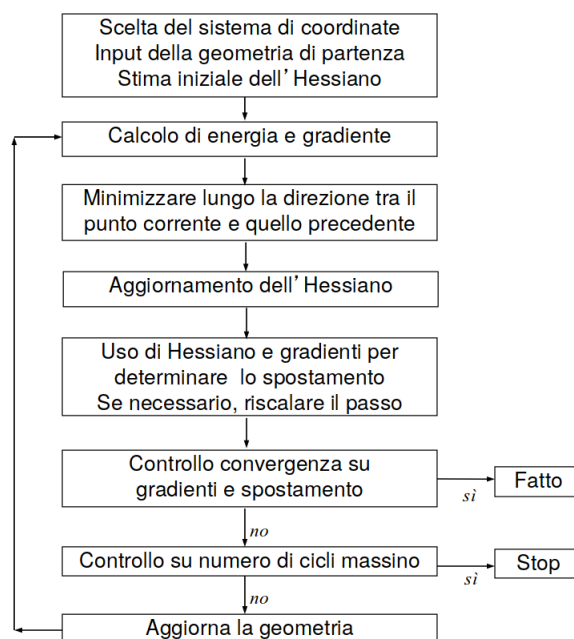 Scelta del sistema di coordinate
Input della geometria di partenza
Stima iniziale dell'Hessiano
Calcolo di energia e gradiente
Minimizzare lungo la direzione tra il
punto corrente e quello precedente
Aggiornamento dell'Hessiano
Uso di Hessiano e gradienti per
determinare lo spostamento
Se necessario, riscalare il passo
Controllo convergenza su
gradienti e spostamento
sì
Fatto
no
Controllo su numero di cicli massino
sì
Stop
no
Aggiorna la geometria